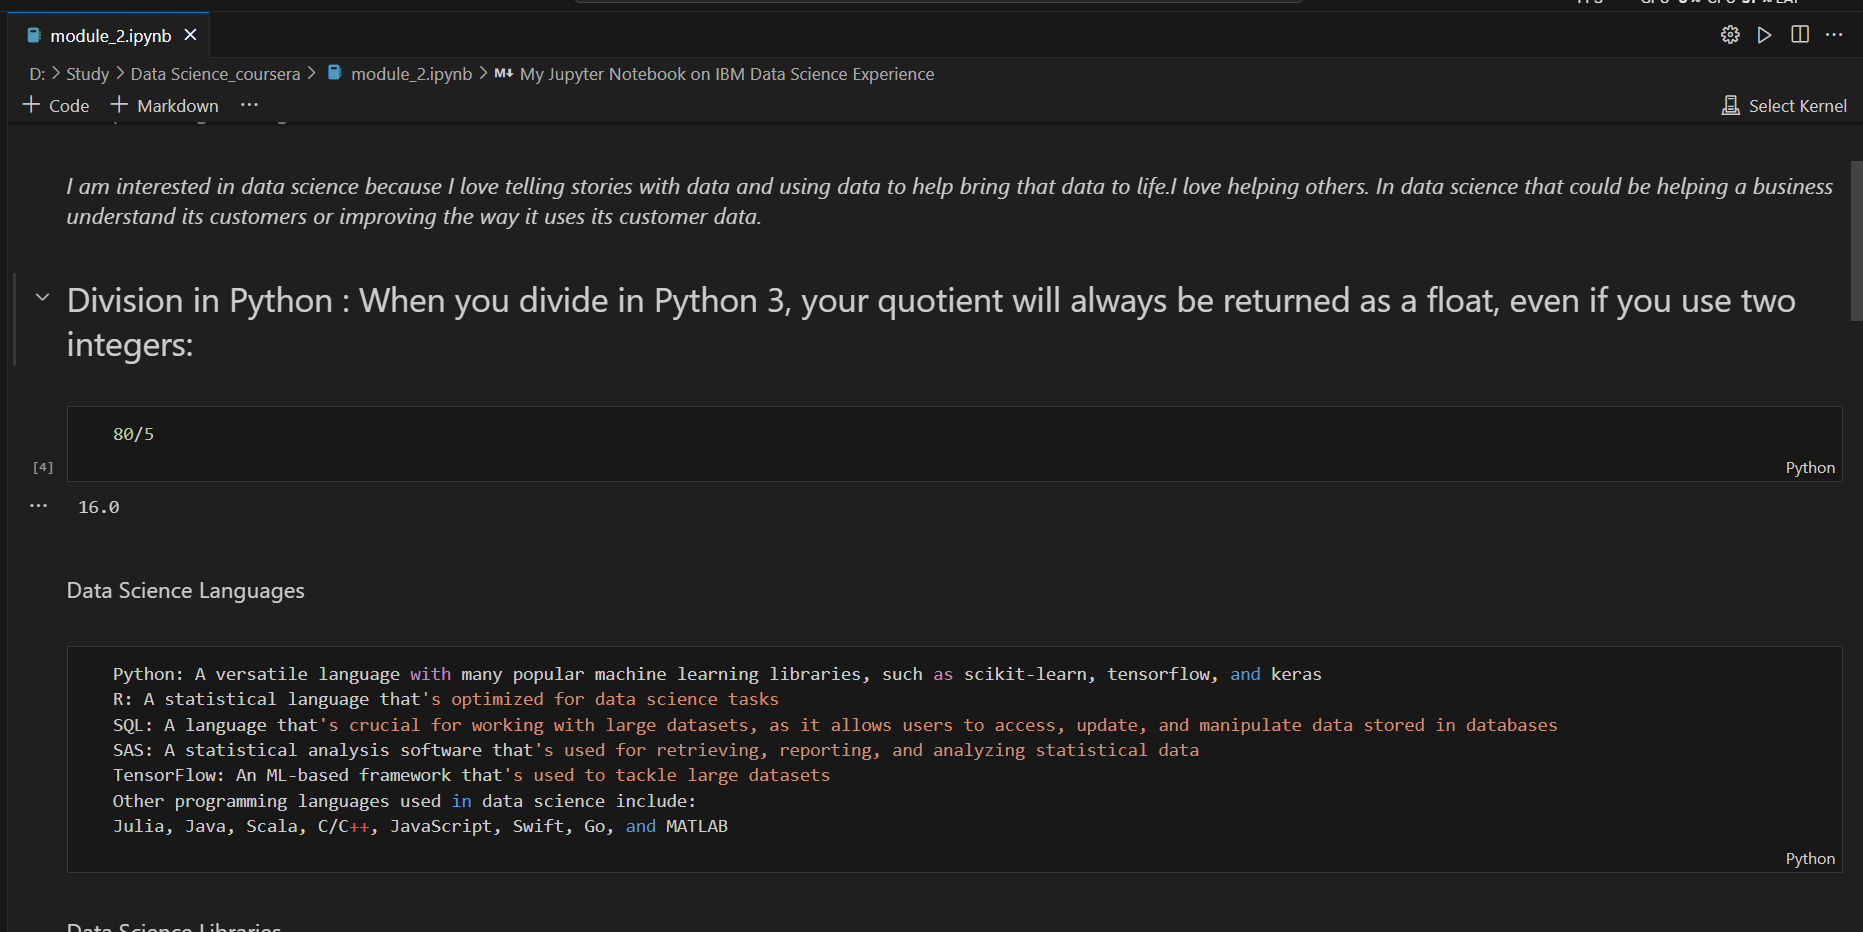 module_2.ipynb
D: > Study > Data Science_coursera > module_2.ipynb > M↓ My Jupyter Notebook on IBM Data Science Experience
+ Code + Markdown ···
Select Kernel
I am interested in data science because I love telling stories with data and using data to help bring that data to life.I love helping others. In data science that could be helping a business
understand its customers or improving the way it uses its customer data.
Division in Python : When you divide in Python 3, your quotient will always be returned as a float, even if you use two
integers:
80/5
[4]
Python
16.0
Data Science Languages
Python: A versatile language with many popular machine learning libraries, such as scikit-learn, tensorflow, and keras
R: A statistical language that's optimized for data science tasks
SQL: A language that's crucial for working with large datasets, as it allows users to access, update, and manipulate data stored in databases
SAS: A statistical analysis software that's used for retrieving, reporting, and analyzing statistical data
TensorFlow: An ML-based framework that's used to tackle large datasets
Other programming languages used in data science include:
Julia, Java, Scala, C/C++, JavaScript, Swift, Go, and MATLAB
Python
Data Science Libraries